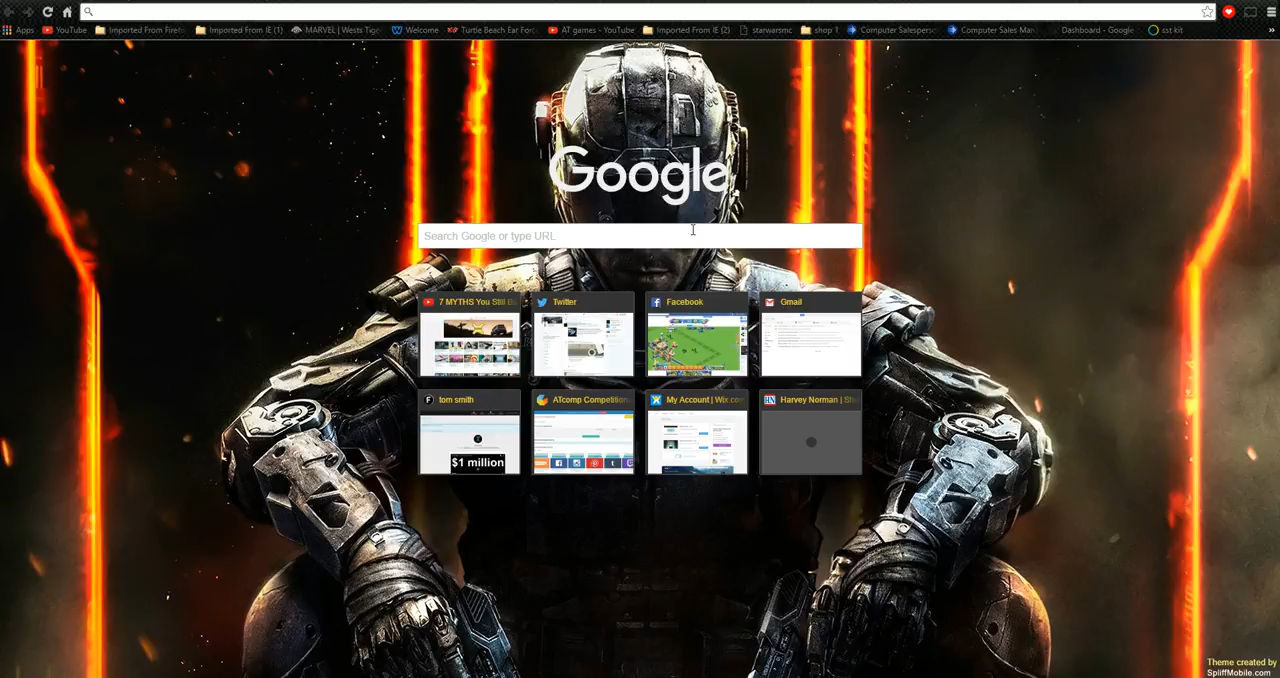 Apps YouTube Imported From Firef Imported From IE (1) MARVEL | Wests Tige Welcome Turtle Beach Ear Forc AT games - YouTube Imported From IE (2) starwarsmc shop 1 Computer Salesperso Computer Sales Man Dashboard - Google sst kit »
Google
Search Google or type URL
7 MYTHS You Still Be Twitter Facebook Gmail
tom smith ATcomp Competition My Account | Wix.com Harvey Norman | Sh
$1 million
Theme created by
SpliffMobile.com